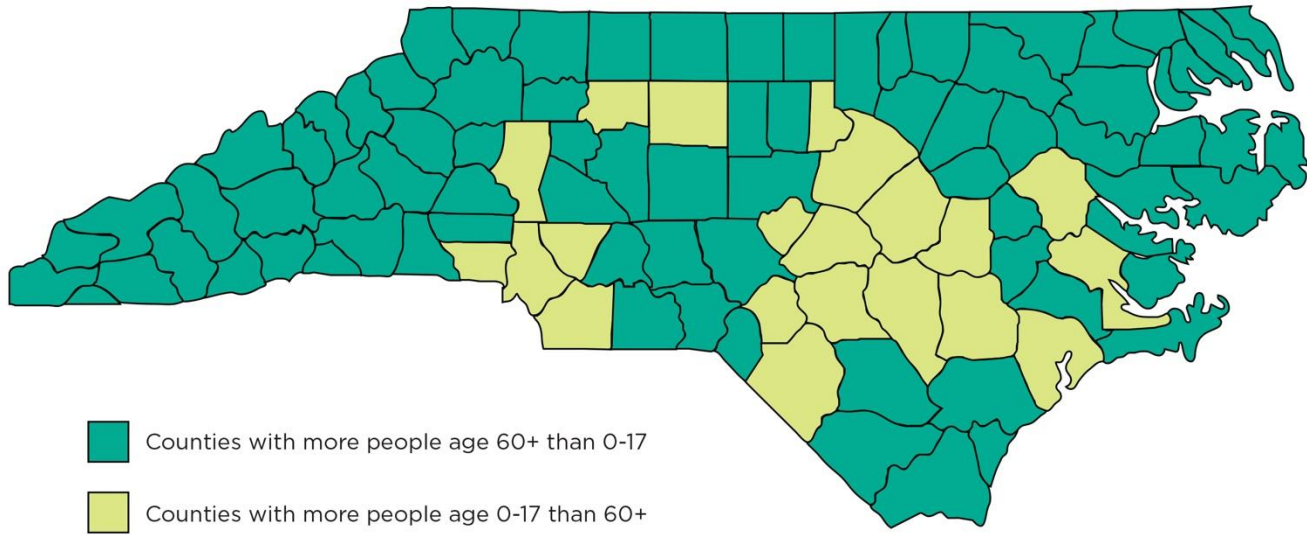 Counties with more people age 60+ than 0-17
Counties with more people age 0-17 than 60+